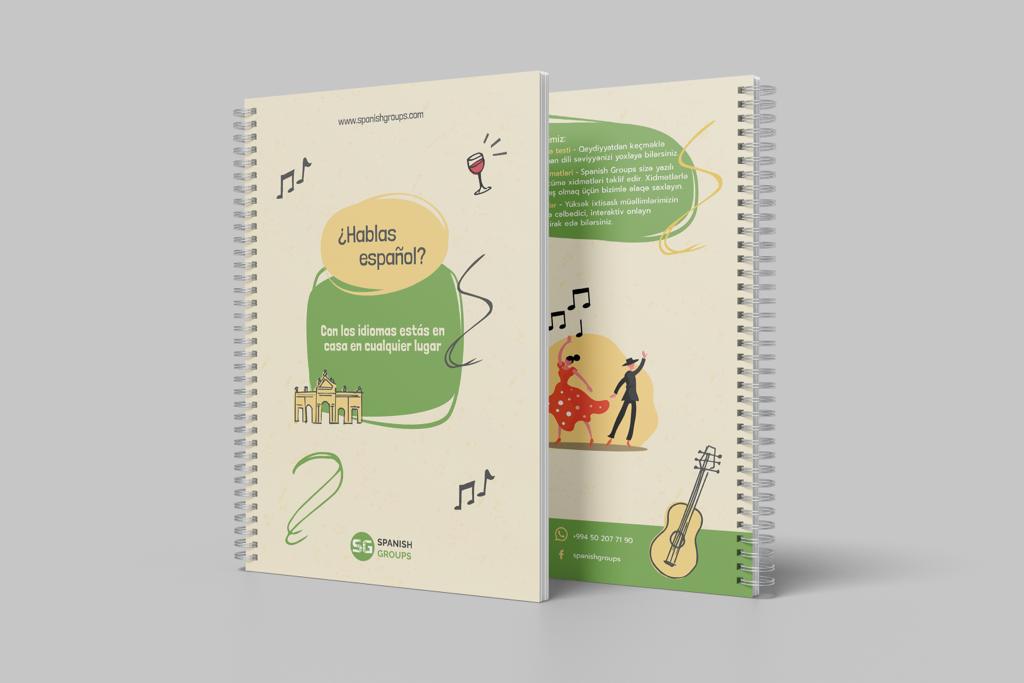 www.spanishgroups.com
¿Hablas
español?
Con los idiomas estás en
casa en cualquier lugar
SG SPANISH
GROUPS
testi - Qeydiyyatdan keçməklə
dili səviyyənizi yoxlaya bilərsiniz.
- Spanish Groups sizə yazılı
xidmətləri təklif edir. Xidmətlərlə
olmaq üçün bizimlə əlaqə saxlayın.
- Yüksək ixtisaslı müəllimlərimizin
cəlbedici, interaktiv onlayn
edə bilərsiniz.
+994 50 207 71 90
spanishgroups